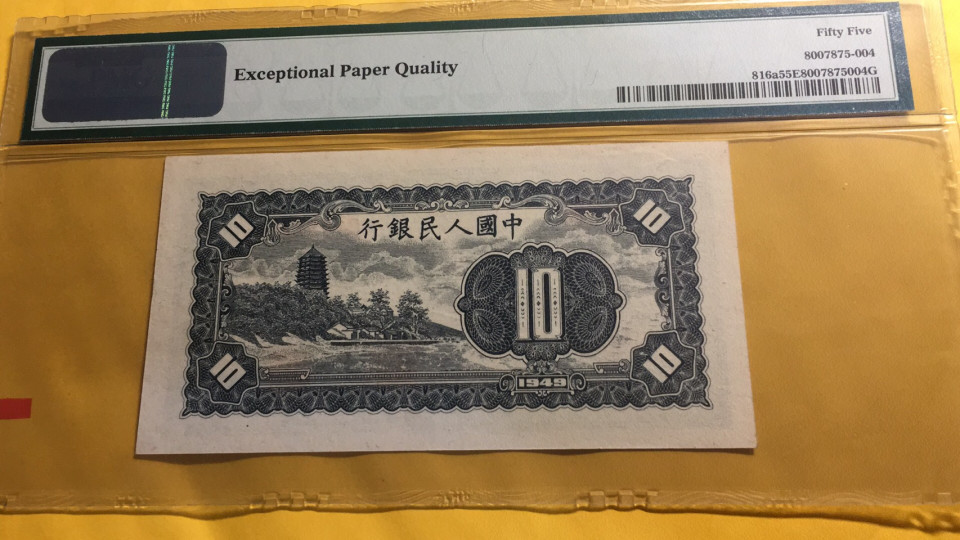 Fifty Five
8007875-004
Exceptional Paper Quality
816a55E8007875004G
行銀民人國中
10
10
10
10
10
1949